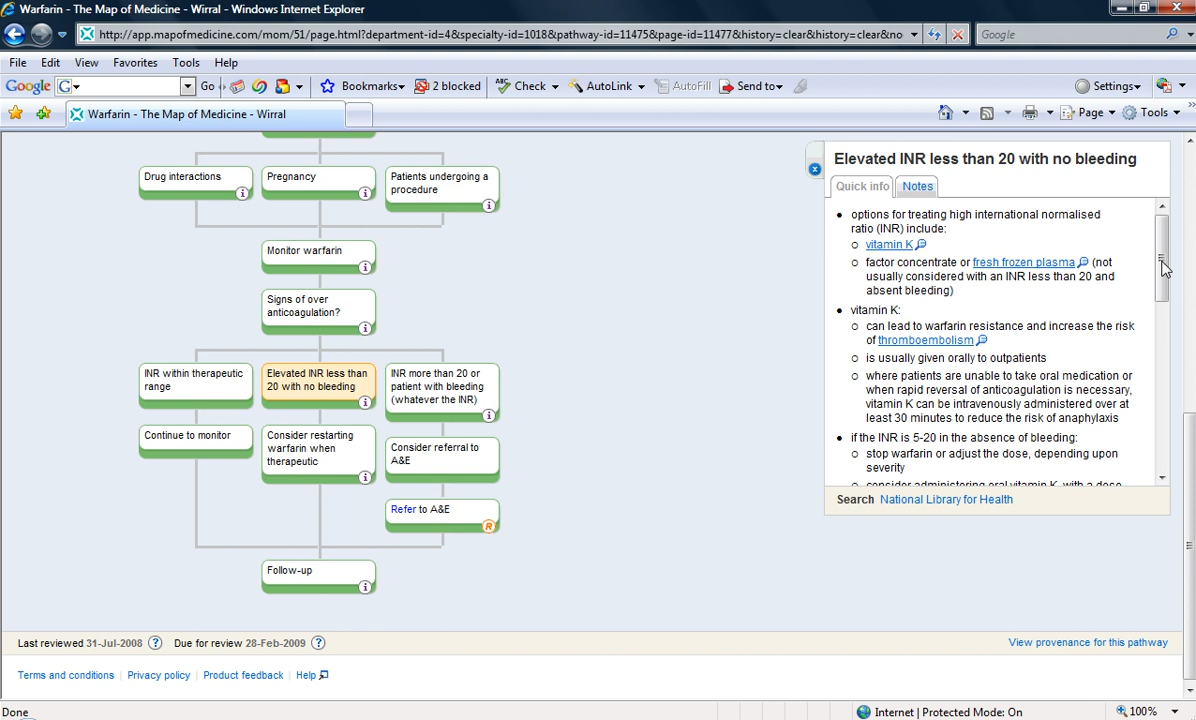 Warfarin - The Map of Medicine - Wirral - Windows Internet Explorer
http://app.mapofmedicine.com/mom/51/page.html?department-id=4&specialty-id=1018&pathway-id=11475&page-id=11477&history=clear&history=clear&no
Google
File Edit View Favorites Tools Help
Google G Go Bookmarks 2 blocked Check AutoLink AutoFill Send to Settings
Warfarin - The Map of Medicine - Wirral
Page Tools
Drug interactions
Pregnancy
Patients undergoing a
procedure
Monitor warfarin
Signs of over
anticoagulation?
INR within therapeutic
range
Elevated INR less than
20 with no bleeding
INR more than 20 or
patient with bleeding
(whatever the INR)
Continue to monitor
Consider restarting
warfarin when
therapeutic
Consider referral to
A&E
Refer to A&E
R
Follow-up
Elevated INR less than 20 with no bleeding
Quick info Notes
options for treating high international normalised
ratio (INR) include:
vitamin K
factor concentrate or fresh frozen plasma (not
usually considered with an INR less than 20 and
absent bleeding)
vitamin K:
can lead to warfarin resistance and increase the risk
of thromboembolism
is usually given orally to outpatients
where patients are unable to take oral medication or
when rapid reversal of anticoagulation is necessary,
vitamin K can be intravenously administered over at
least 30 minutes to reduce the risk of anaphylaxis
if the INR is 5-20 in the absence of bleeding:
stop warfarin or adjust the dose, depending upon
severity
consider administering oral vitamin K, with a dose
Search National Library for Health
Last reviewed 31-Jul-2008 ? Due for review 28-Feb-2009 ?
View provenance for this pathway
Terms and conditions Privacy policy Product feedback Help
Done
Internet | Protected Mode: On
100%